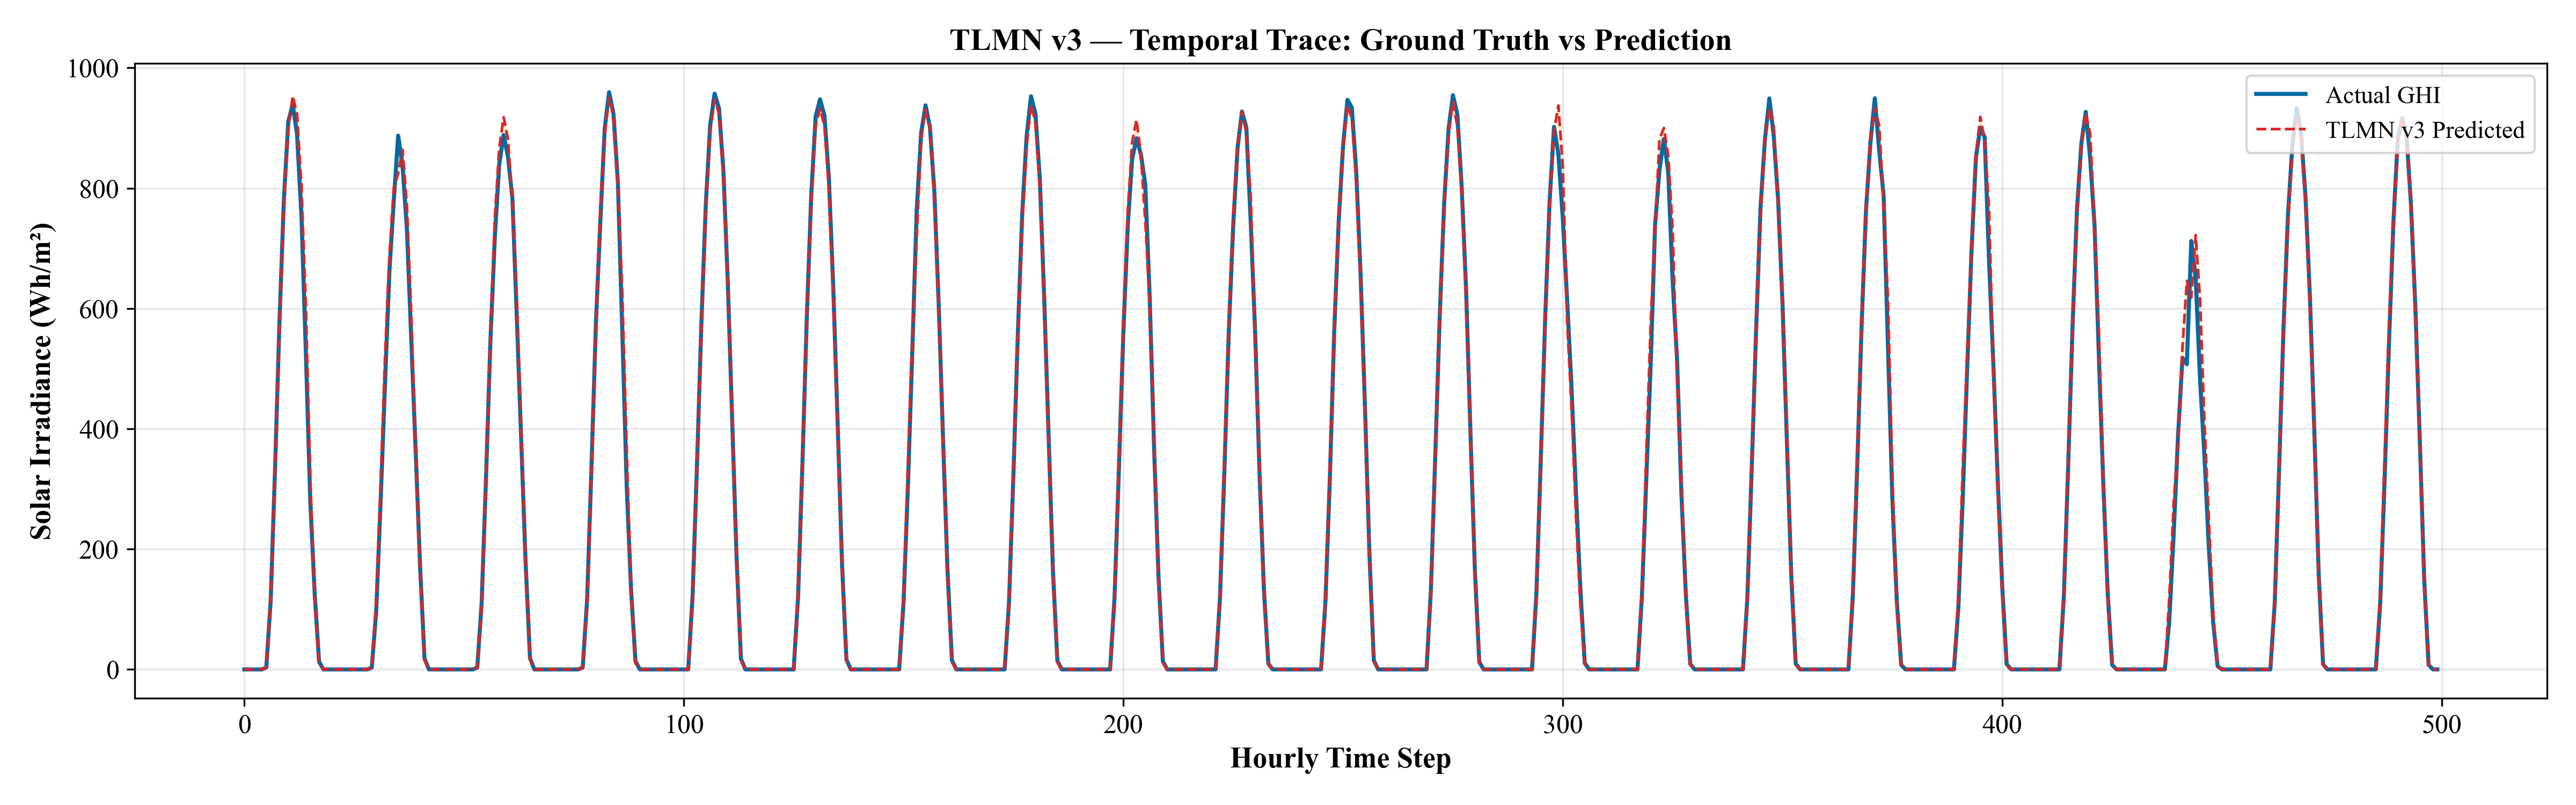 TLMN v3 — Temporal Trace: Ground Truth vs Prediction
1000
800
600
400
200
0
Solar Irradiance (Wh/m²)
Actual GHI
TLMN v3 Predicted
0 100 200 300 400 500
Hourly Time Step